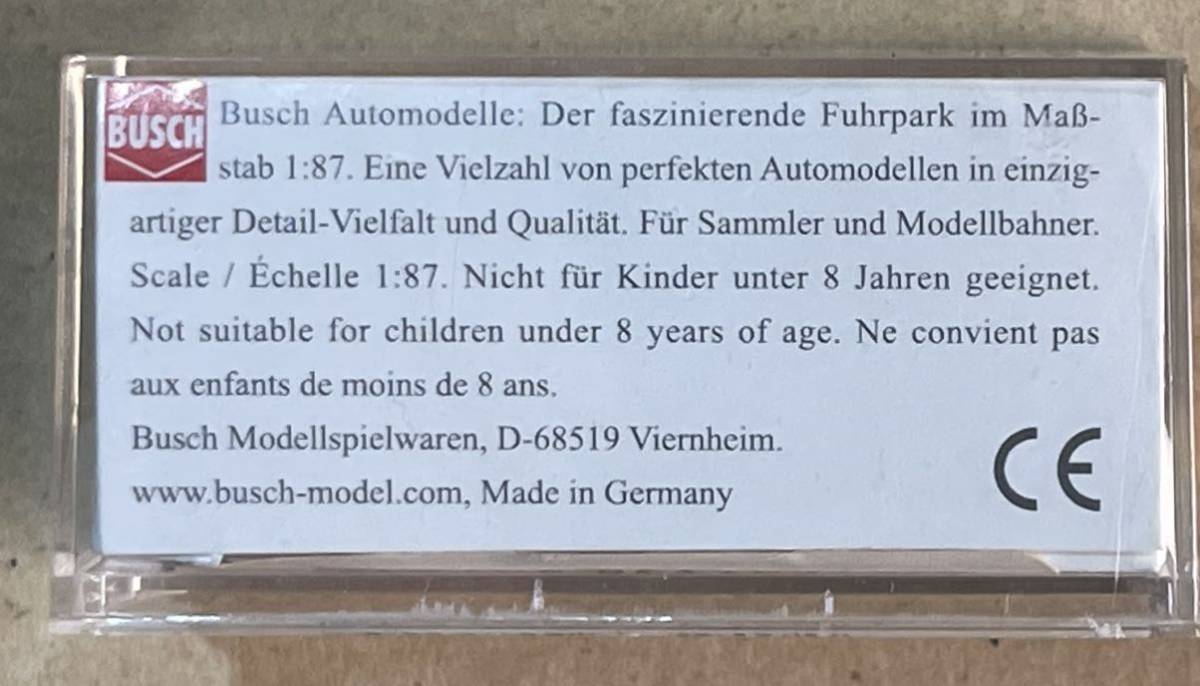 BUSCH
Busch Automodelle: Der faszinierende Fuhrpark im Maß-
stab 1:87. Eine Vielzahl von perfekten Automodellen in einzig-
artiger Detail-Vielfalt und Qualität. Für Sammler und Modellbahner.
Scale / Échelle 1:87. Nicht für Kinder unter 8 Jahren geeignet.
Not suitable for children under 8 years of age. Ne convient pas
aux enfants de moins de 8 ans.
Busch Modellspielwaren, D-68519 Viernheim.
www.busch-model.com, Made in Germany
CE